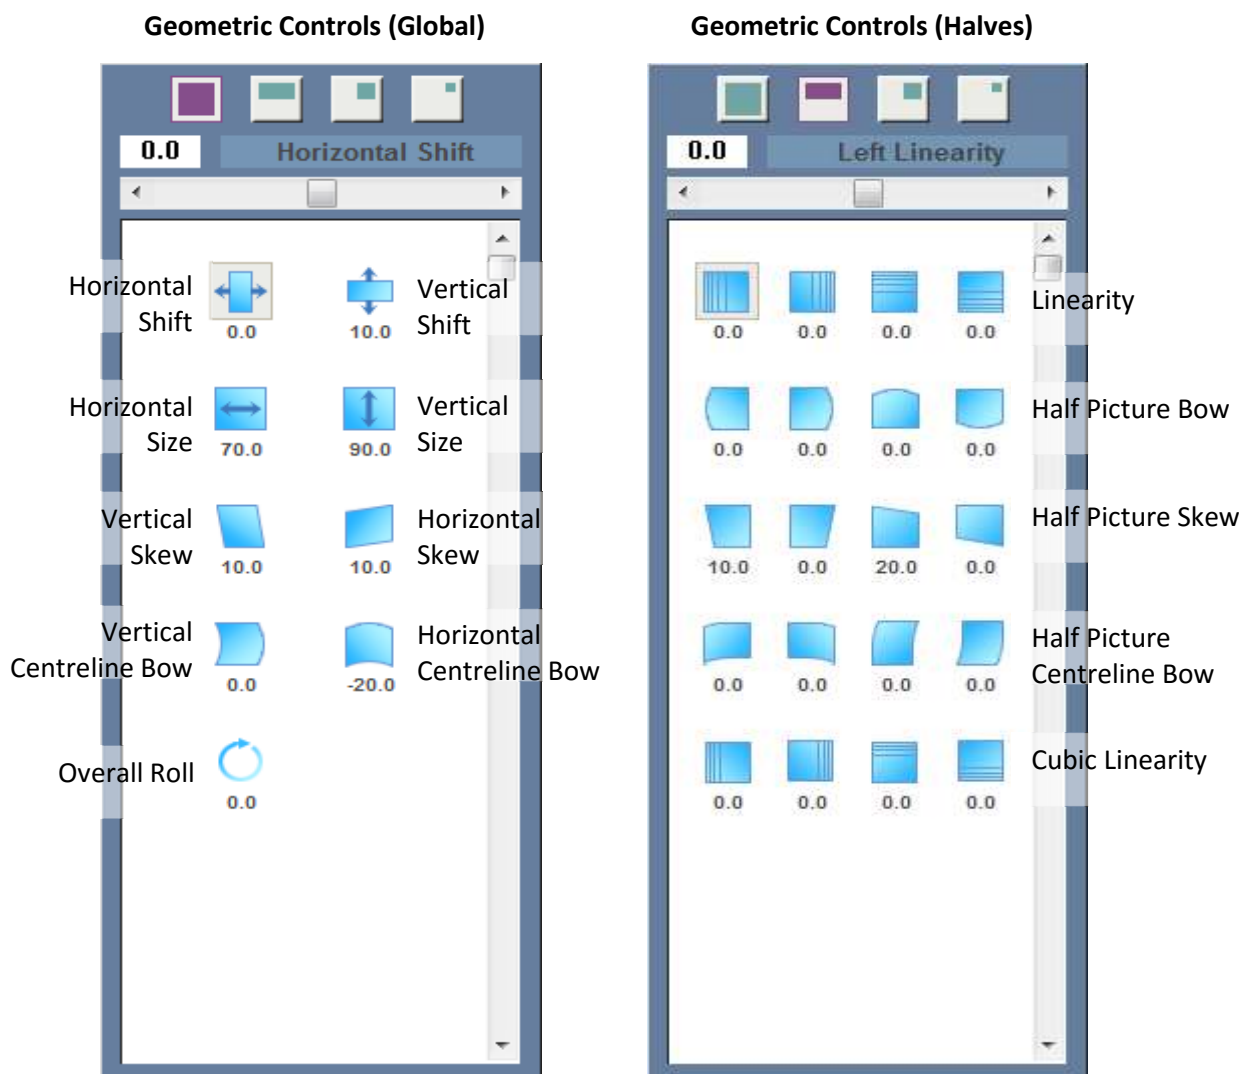 Geometric Controls (Global)
0.0 Horizontal Shift
Horizontal
Shift
0.0
10.0
Vertical
Shift
Horizontal
Size
70.0
90.0
Vertical
Size
Vertical
Skew
10.0
10.0
Horizontal
Skew
Vertical
Centreline Bow
0.0
-20.0
Horizontal
Centreline Bow
Overall Roll
0.0
Geometric Controls (Halves)
0.0 Left Linearity
0.0 0.0 0.0 0.0
Linearity
0.0 0.0 0.0 0.0
Half Picture Bow
10.0 0.0 20.0 0.0
Half Picture Skew
0.0 0.0 0.0 0.0
Half Picture
Centreline Bow
0.0 0.0 0.0 0.0
Cubic Linearity